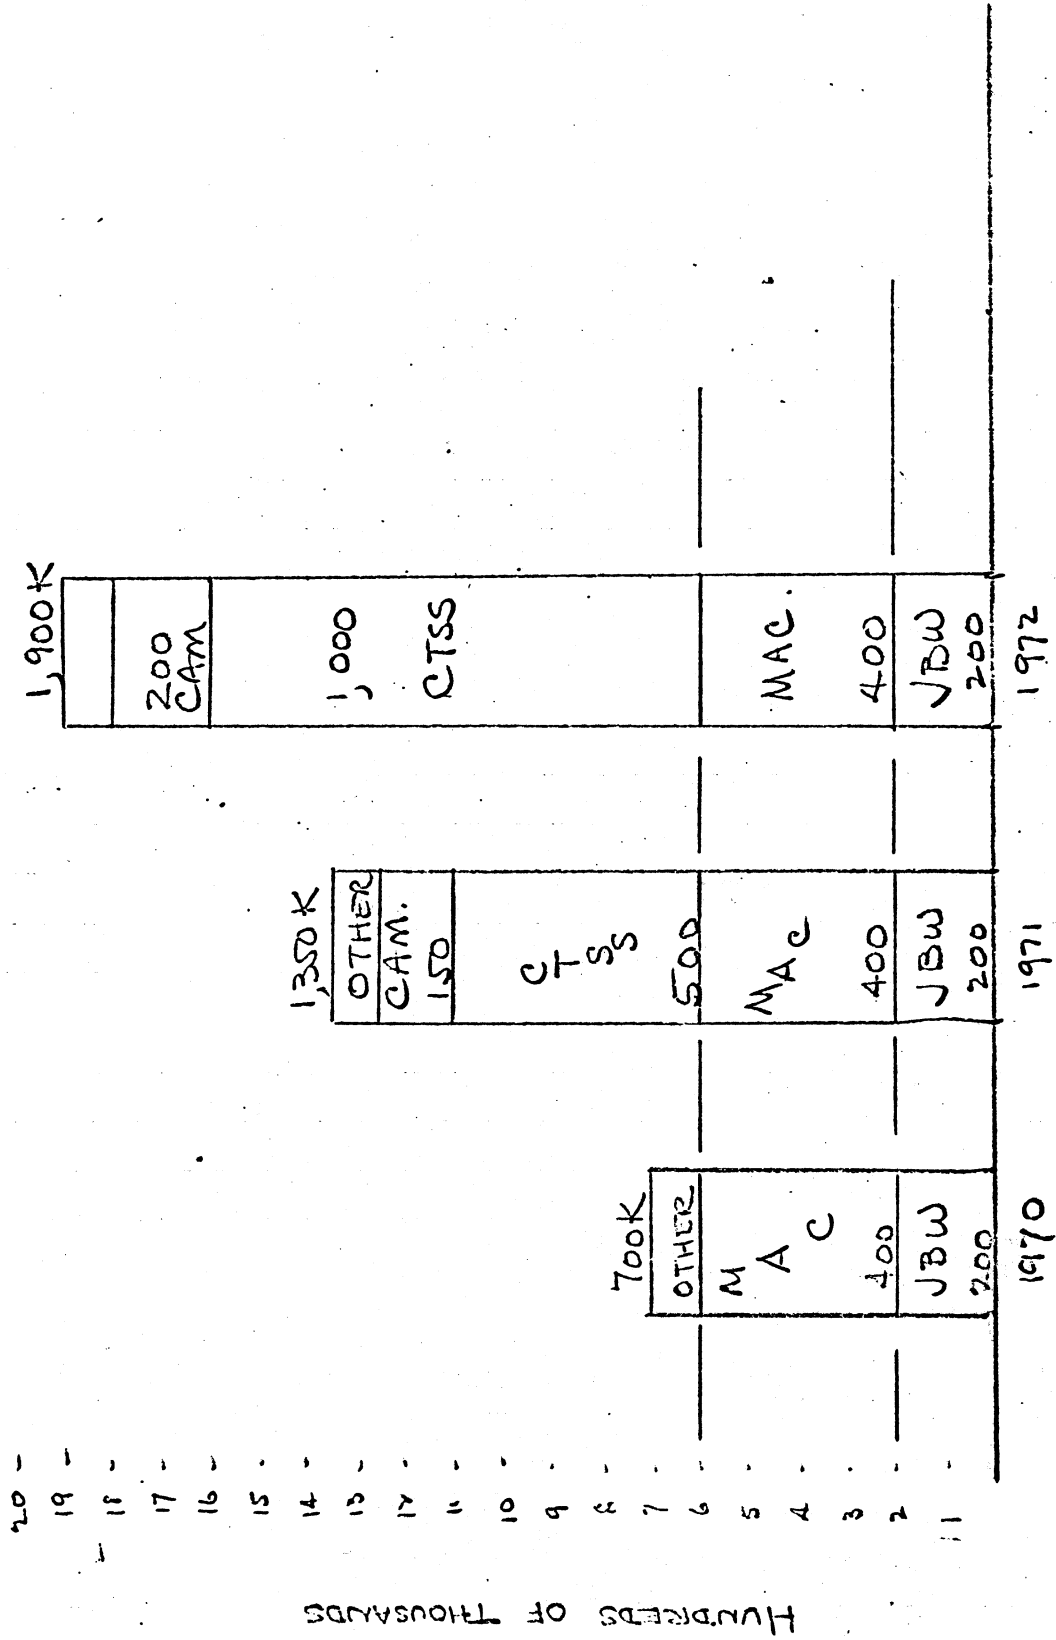 HUNDREDS OF THOUSANDS
20
19
18
17
16
15
14
13
12
11
10
9
8
7
6
5
4
3
2
1
700K
OTHER
MAC
400
JBW
200
1970
1,350K
OTHER
CAM.
150
CTSS
500
MAC
400
JBW
200
1971
1,900K
200
CAM
1,000
CTSS
MAC.
400
JBW
200
1972